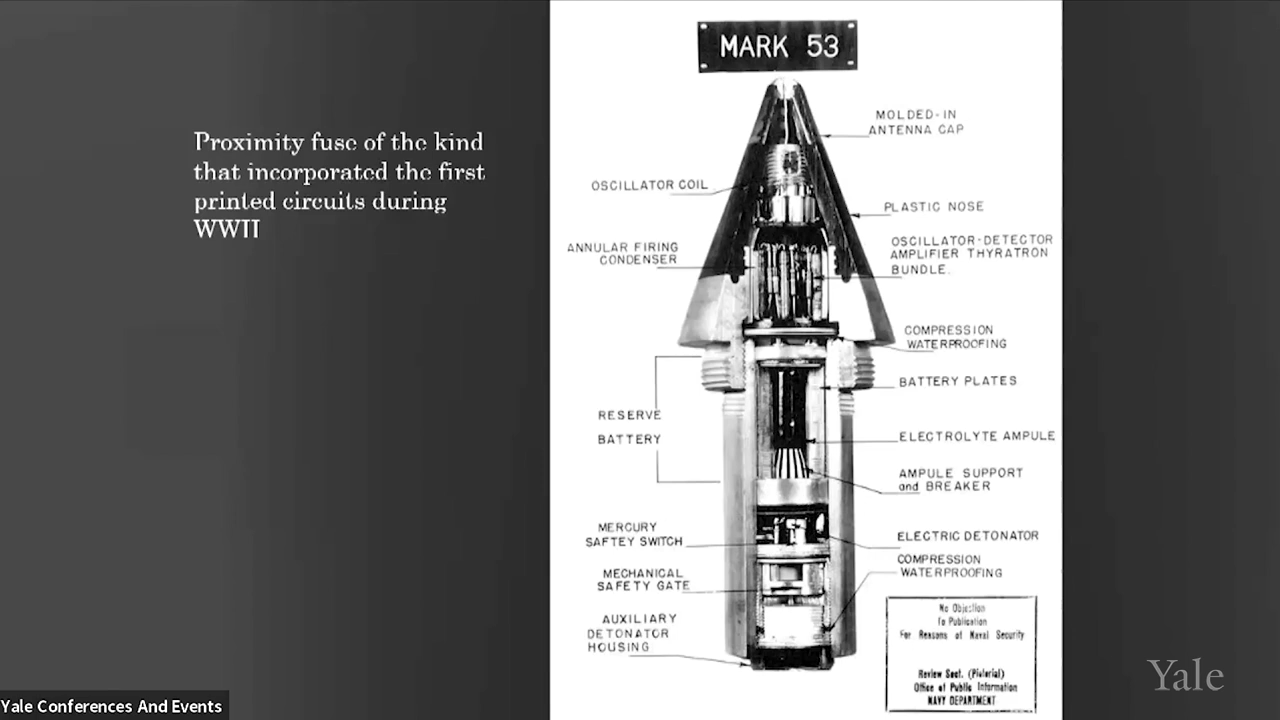 MARK 53
Proximity fuse of the kind
that incorporated the first
printed circuits during
WWII
MOLDED-IN
ANTENNA CAP
OSCILLATOR COIL
PLASTIC NOSE
ANNULAR FIRING
CONDENSER
OSCILLATOR-DETECTOR
AMPLIFIER THYRATRON
BUNDLE.
COMPRESSION
WATERPROOFING
BATTERY PLATES
RESERVE
BATTERY
ELECTROLYTE AMPULE
AMPULE SUPPORT
and BREAKER
MERCURY
SAFTEY SWITCH
ELECTRIC DETONATOR
COMPRESSION
WATERPROOFING
MECHANICAL
SAFETY GATE
AUXILIARY
DETONATOR
HOUSING
No Objection
To Publication
For Reasons of Naval Security
Review Sect. (Pictorial)
Office of Public Information
NAVY DEPARTMENT
Yale
Yale Conferences And Events